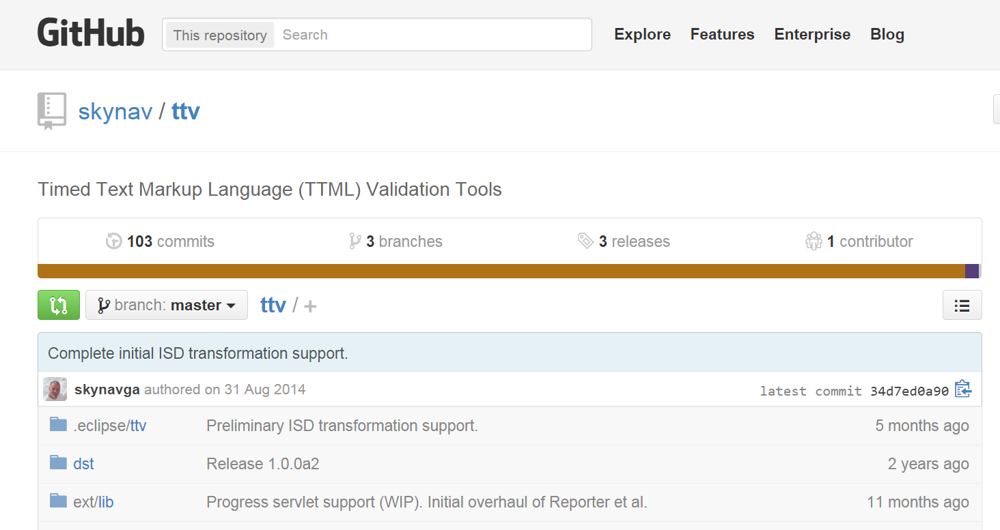 GitHub This repository Search Explore Features Enterprise Blog
skynav / ttv
Timed Text Markup Language (TTML) Validation Tools
103 commits 3 branches 3 releases 1 contributor
branch: master ttv / +
Complete initial ISD transformation support.
skynavga authored on 31 Aug 2014 latest commit 34d7ed0a90
.eclipse/ttv Preliminary ISD transformation support. 5 months ago
dst Release 1.0.0a2 2 years ago
ext/lib Progress servlet support (WIP). Initial overhaul of Reporter et al. 11 months ago